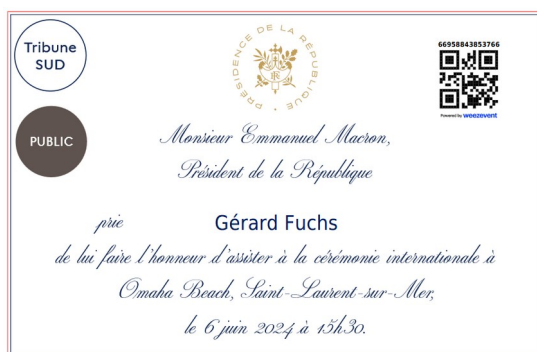 Tribune
SUD
PRÉSIDENCE DE LA RÉPUBLIQUE
66958843853766
Powered by weezevent
PUBLIC
Monsieur Emmanuel Macron,
Président de la République
prie Gérard Fuchs
de lui faire l'honneur d'assister à la cérémonie internationale à
Omaha Beach, Saint-Laurent-sur-Mer,
le 6 juin 2024 à 15h30.